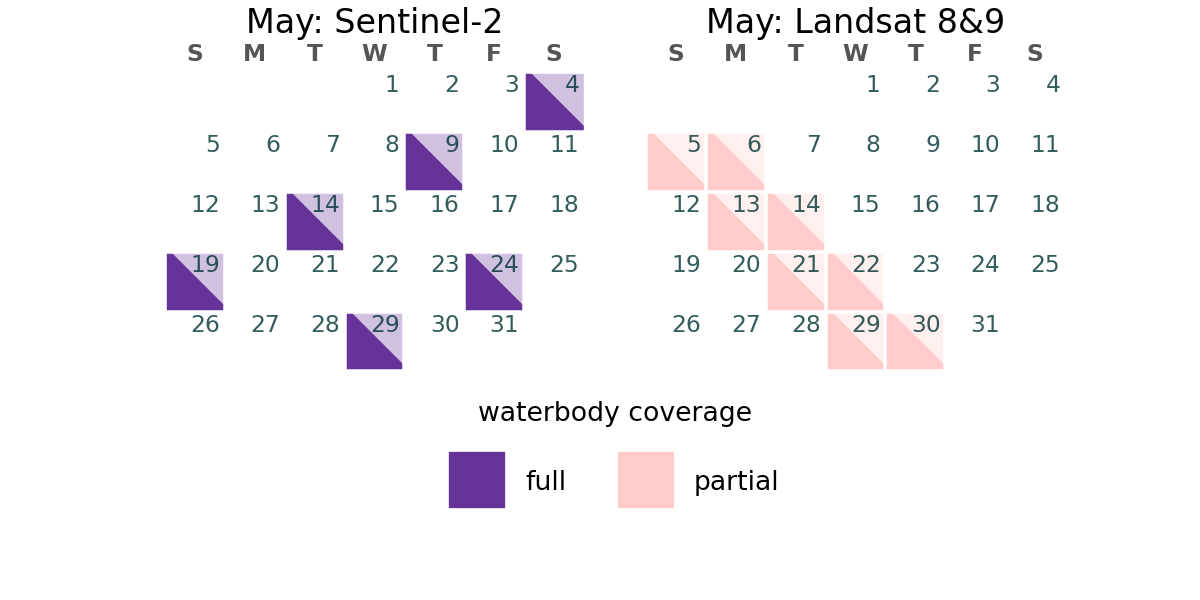 May: Sentinel-2
S M T W T F S
1 2 3 4
5 6 7 8 9 10 11
12 13 14 15 16 17 18
19 20 21 22 23 24 25
26 27 28 29 30 31
May: Landsat 8&9
S M T W T F S
1 2 3 4
5 6 7 8 9 10 11
12 13 14 15 16 17 18
19 20 21 22 23 24 25
26 27 28 29 30 31
waterbody coverage
full
partial